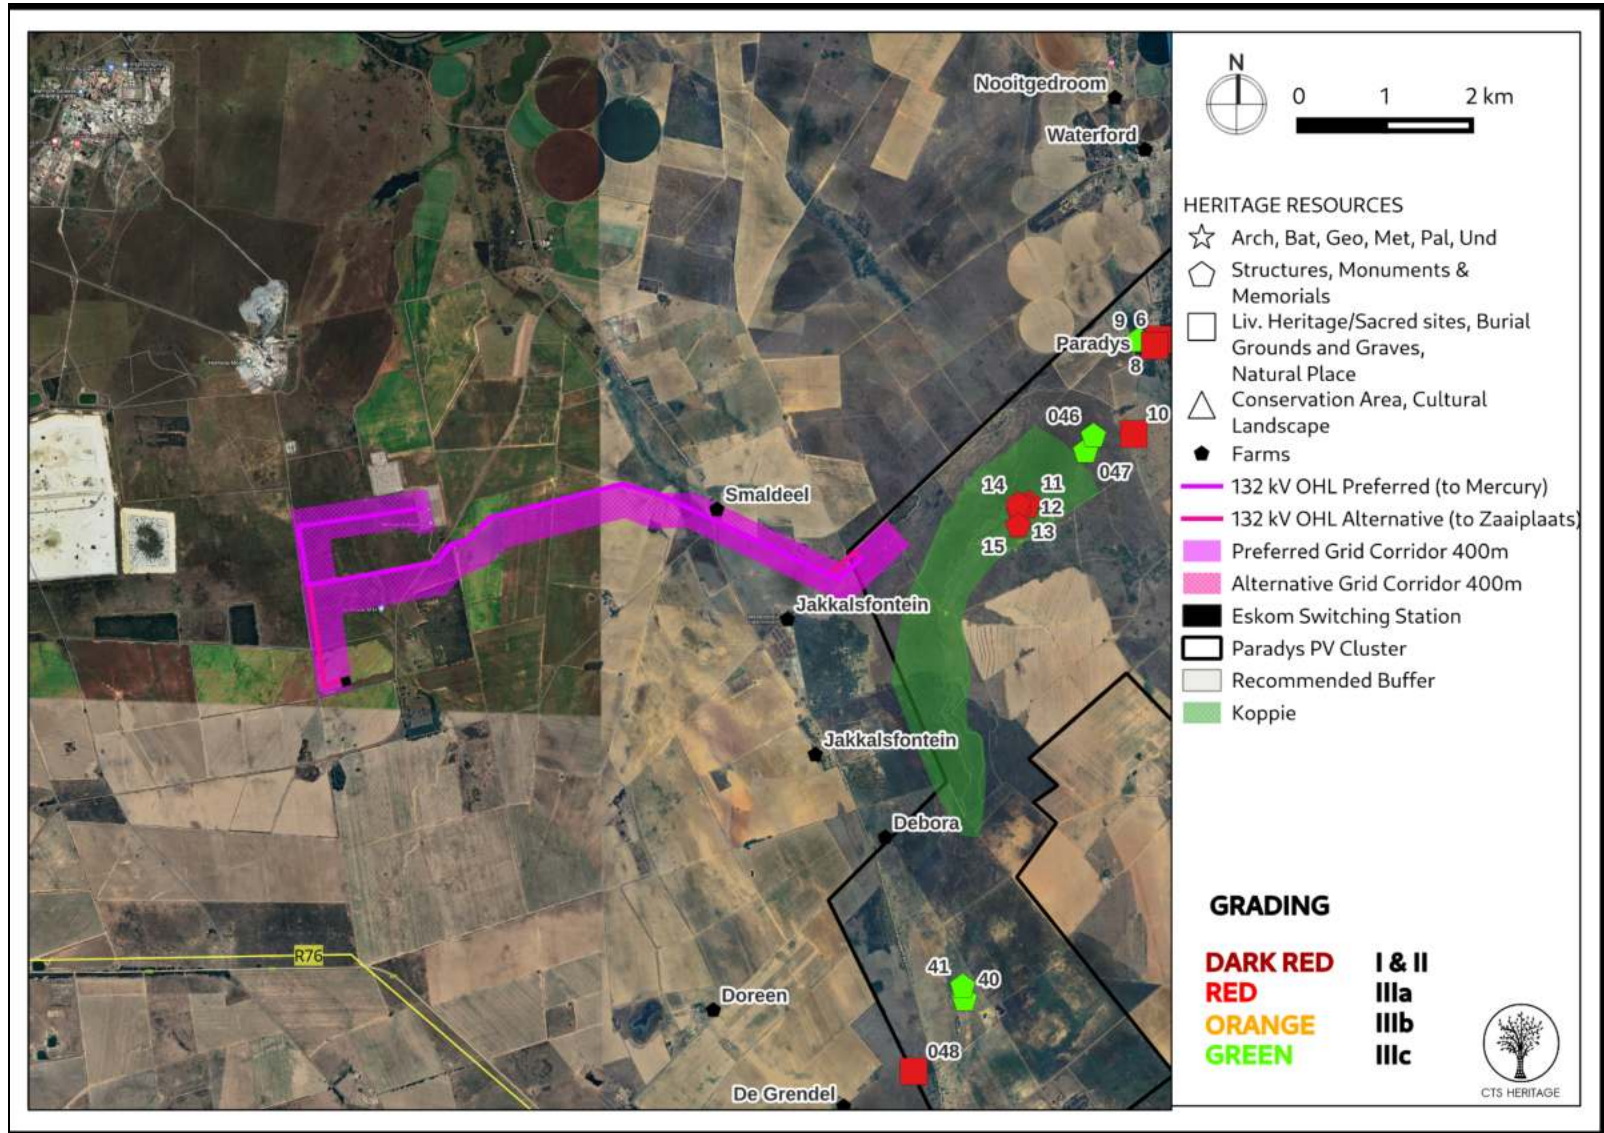 Nooitgedroom
Waterford
9 6
Paradys
8
046
10
047
14
11
12
13
15
Smaldeel
Jakkalsfontein
Jakkalsfontein
Debora
R76
41
40
Doreen
048
De Grendel
N
0 1 2 km
HERITAGE RESOURCES
Arch, Bat, Geo, Met, Pal, Und
Structures, Monuments &
Memorials
Liv. Heritage/Sacred sites, Burial
Grounds and Graves,
Natural Place
Conservation Area, Cultural
Landscape
Farms
132 kV OHL Preferred (to Mercury)
132 kV OHL Alternative (to Zaaiplaats)
Preferred Grid Corridor 400m
Alternative Grid Corridor 400m
Eskom Switching Station
Paradys PV Cluster
Recommended Buffer
Koppie
GRADING
DARK RED I & II
RED IIIa
ORANGE IIIb
GREEN IIIc
CTS HERITAGE